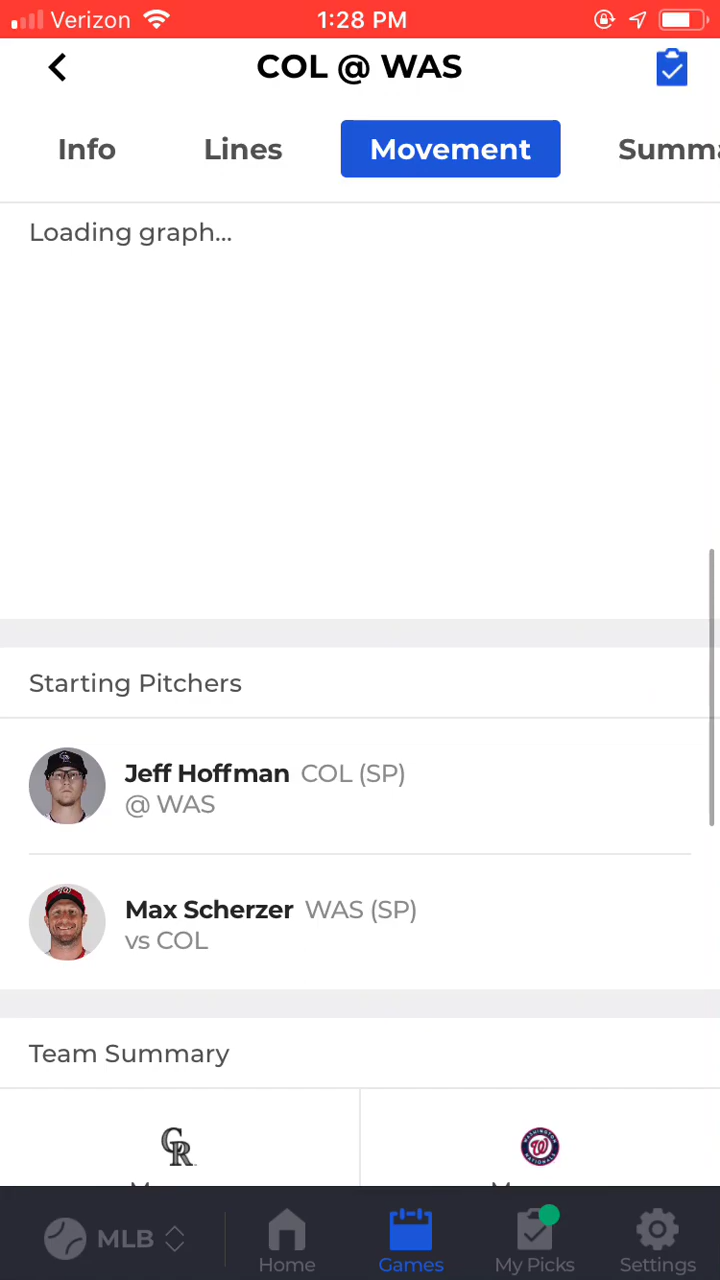 Verizon 1:28 PM
COL @ WAS
Info Lines Movement Summa
Loading graph...
Starting Pitchers
Jeff Hoffman COL (SP)
@ WAS
Max Scherzer WAS (SP)
vs COL
Team Summary
CR W
MLB Home Games My Picks Settings